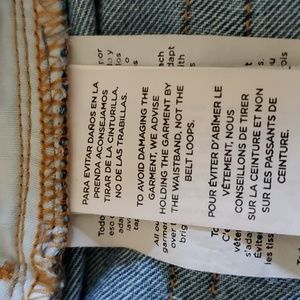 PARA EVITAR DAÑOS EN LA
PRENDA ACONSEJAMOS
TIRAR DE LA CINTURILLA,
NO DE LAS TRABILLAS.
TO AVOID DAMAGING THE
GARMENT, WE ADVISE
HOLDING THE GARMENT BY
THE WAISTBAND, NOT THE
BELT LOOPS.
POUR ÉVITER D'ABÎMER LE
VÊTEMENT, NOUS
CONSEILLONS DE TIRER
SUR LA CEINTURE ET NON
SUR LES PASSANTS DE
CEINTURE.